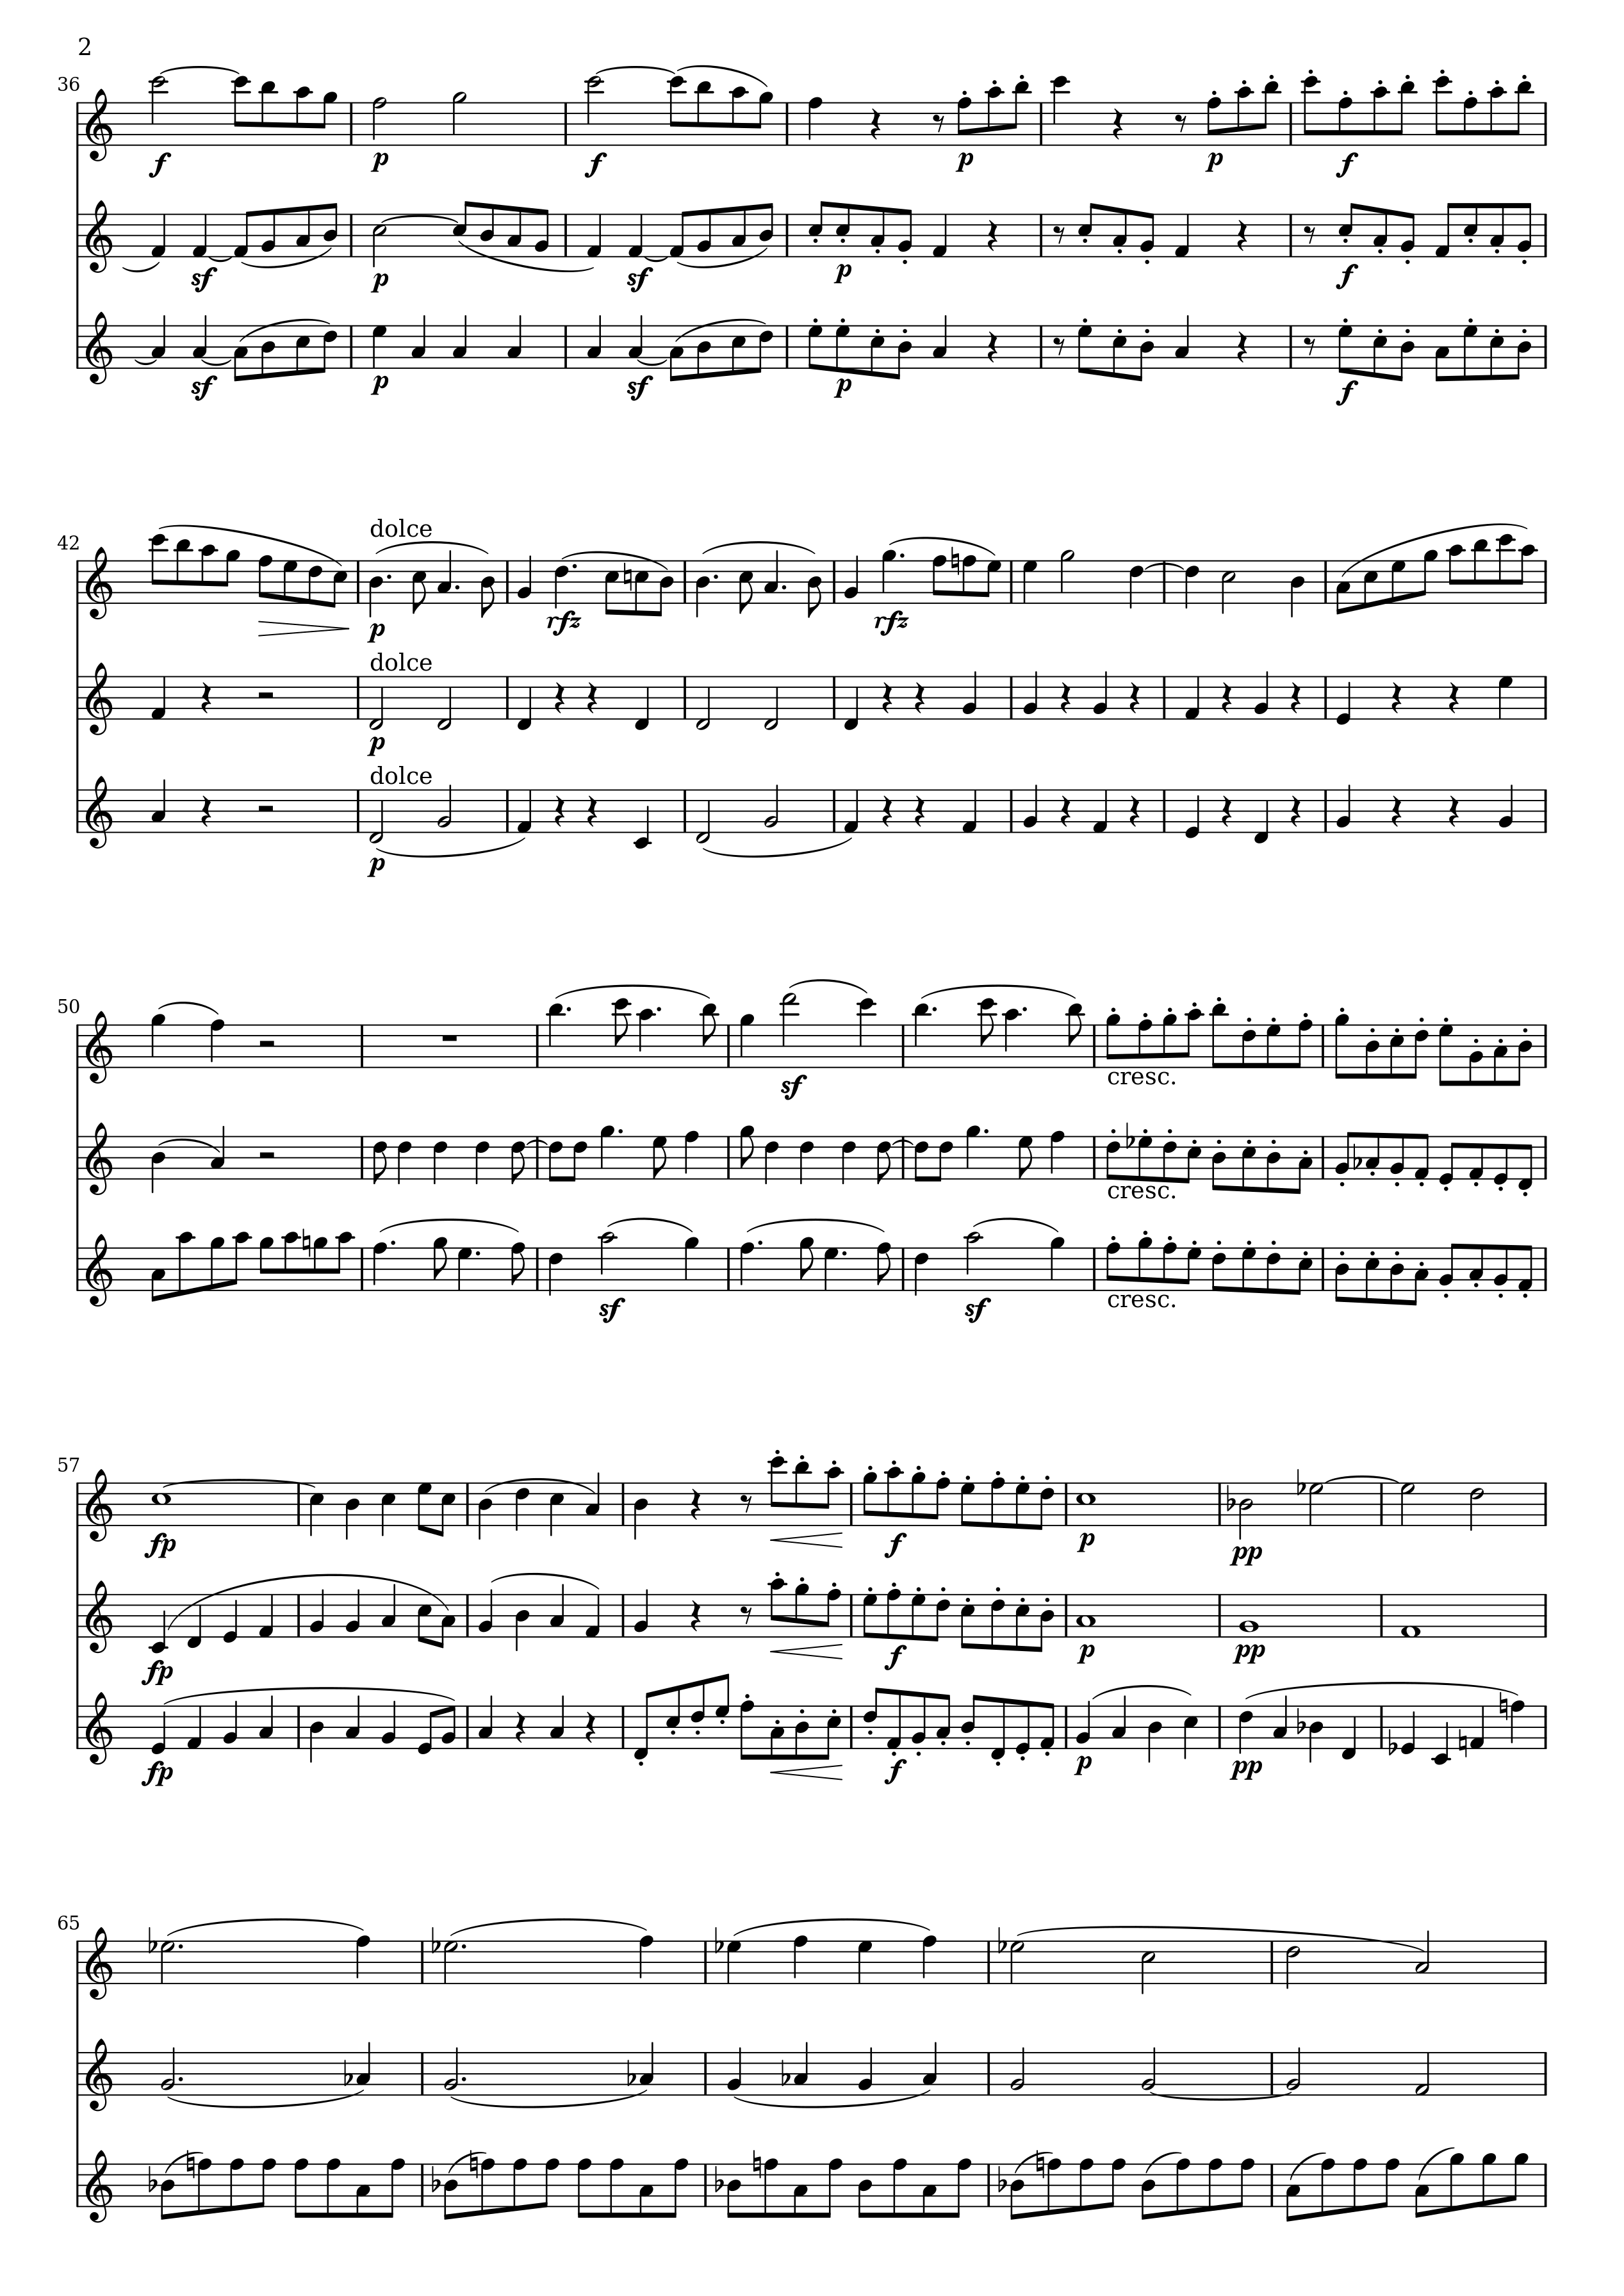 2
36
f p f p p f
sf p sf p f
sf p sf p f
42
dolce
p rfz rfz
dolce
p
dolce
p
50
sf cresc.
cresc.
sf sf cresc.
57
fp f p pp
fp f p pp
fp f p pp
65